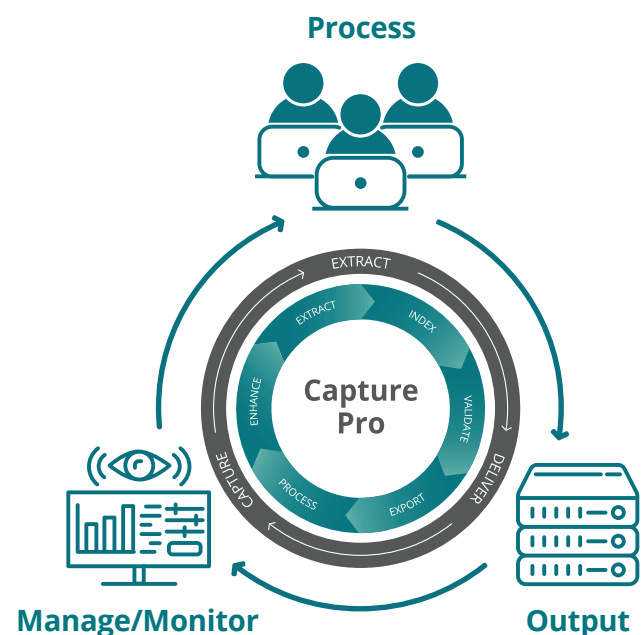 Process
EXTRACT
EXTRACT
INDEX
ENHANCE
Capture
Pro
VALIDATE
CAPTURE
PROCESS
EXPORT
DELIVER
Manage/Monitor
Output